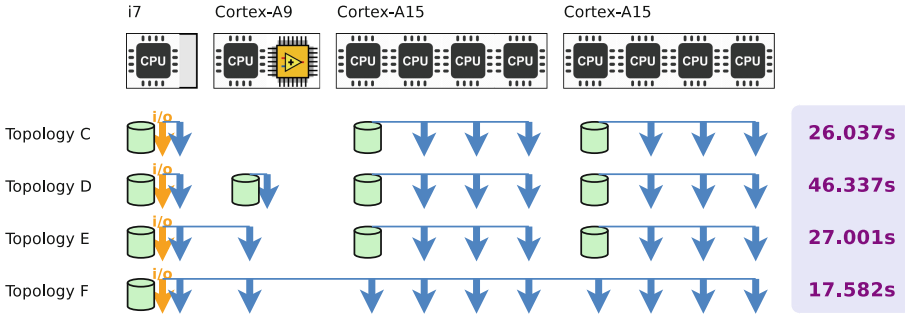 i7 Cortex-A9 Cortex-A15 Cortex-A15
CPU CPU CPU CPU CPU CPU CPU CPU CPU CPU
i/o
Topology C 26.037s
i/o
Topology D 46.337s
i/o
Topology E 27.001s
i/o
Topology F 17.582s